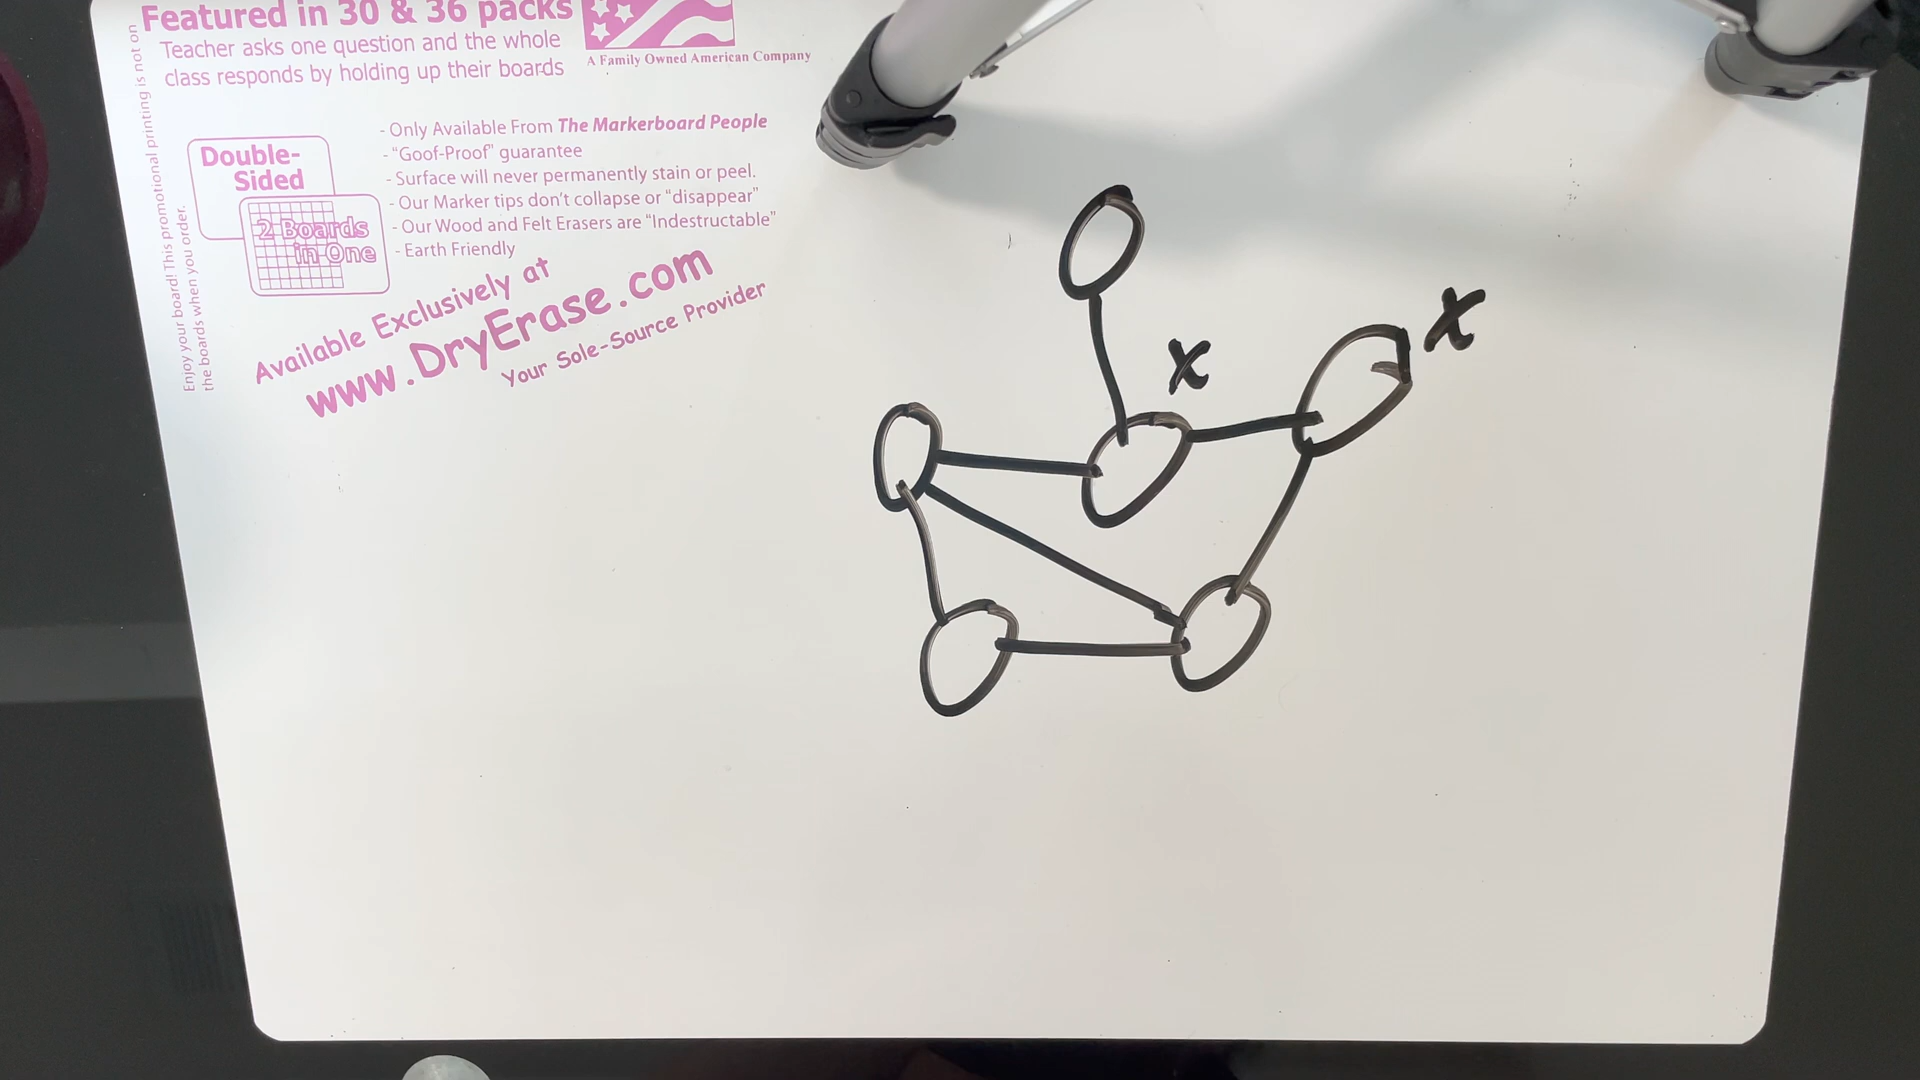 Featured in 30 & 36 packs
Teacher asks one question and the whole
class responds by holding up their boards
A Family Owned American Company
Enjoy your board! This promotional printing is not on
the boards when you order.
Double-
Sided
2 Boards
in One
- Only Available From The Markerboard People
- “Goof-Proof” guarantee
- Surface will never permanently stain or peel.
- Our Marker tips don’t collapse or “disappear”
- Our Wood and Felt Erasers are “Indestructable”
- Earth Friendly
Available Exclusively at
www.DryErase.com
Your Sole-Source Provider
x
x